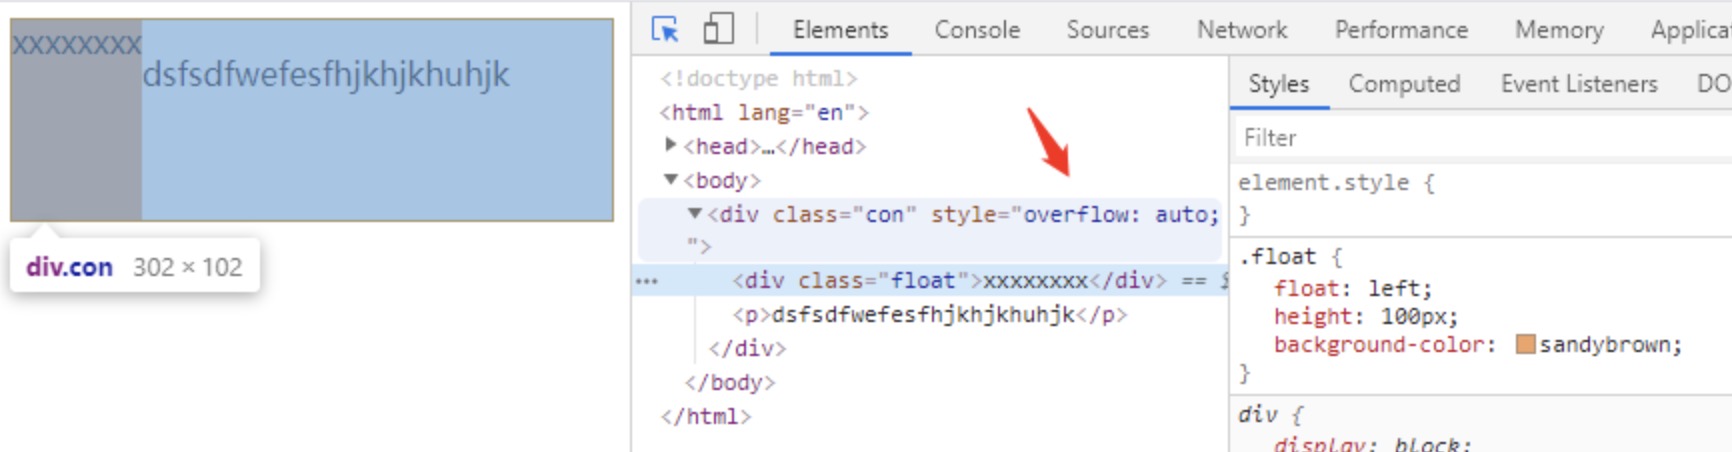 xxxxxxxx
dsfsdfwefesfhjkhjkhuhjk
div.con 302 × 102
Elements Console Sources Network Performance Memory
<!doctype html>
<html lang="en">
<head>…</head>
<body>
<div class="con" style="overflow: auto;
">
<div class="float">xxxxxxxx</div> ==
<p>dsfsdfwefesfhjkhjkhuhjk</p>
</div>
</body>
</html>
Styles Computed Event Listeners DO
Filter
element.style {
}
.float {
float: left;
height: 100px;
background-color: sandybrown;
}
div {
display: block;